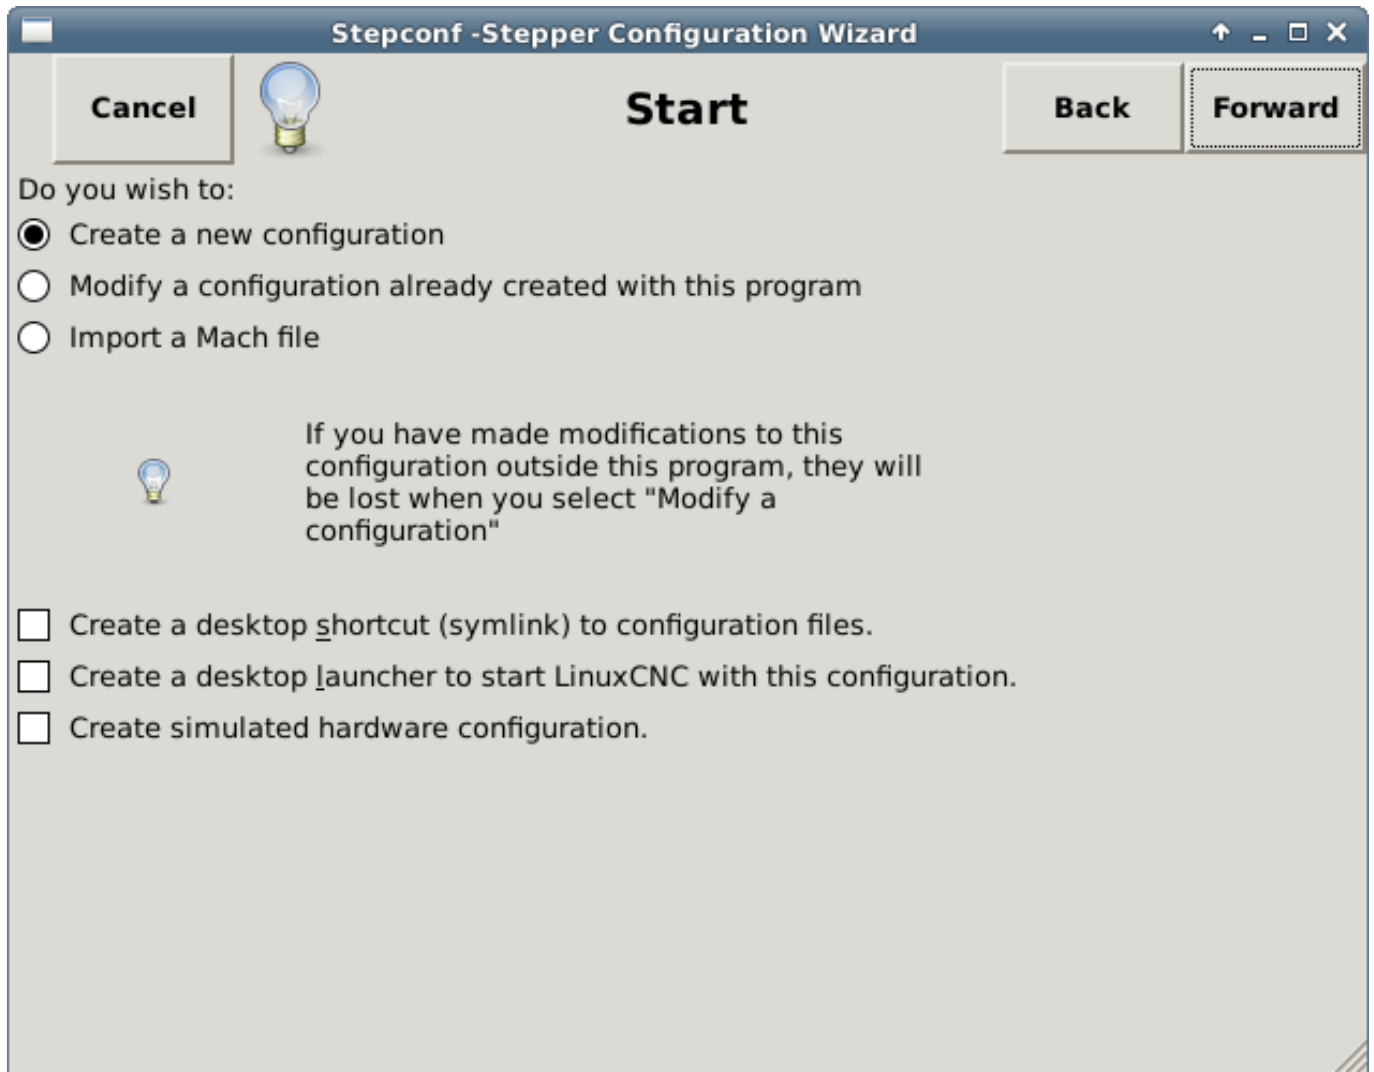 Stepconf -Stepper Configuration Wizard
Cancel
Start
Back
Forward
Do you wish to:
Create a new configuration
Modify a configuration already created with this program
Import a Mach file
If you have made modifications to this
configuration outside this program, they will
be lost when you select "Modify a
configuration"
Create a desktop shortcut (symlink) to configuration files.
Create a desktop launcher to start LinuxCNC with this configuration.
Create simulated hardware configuration.